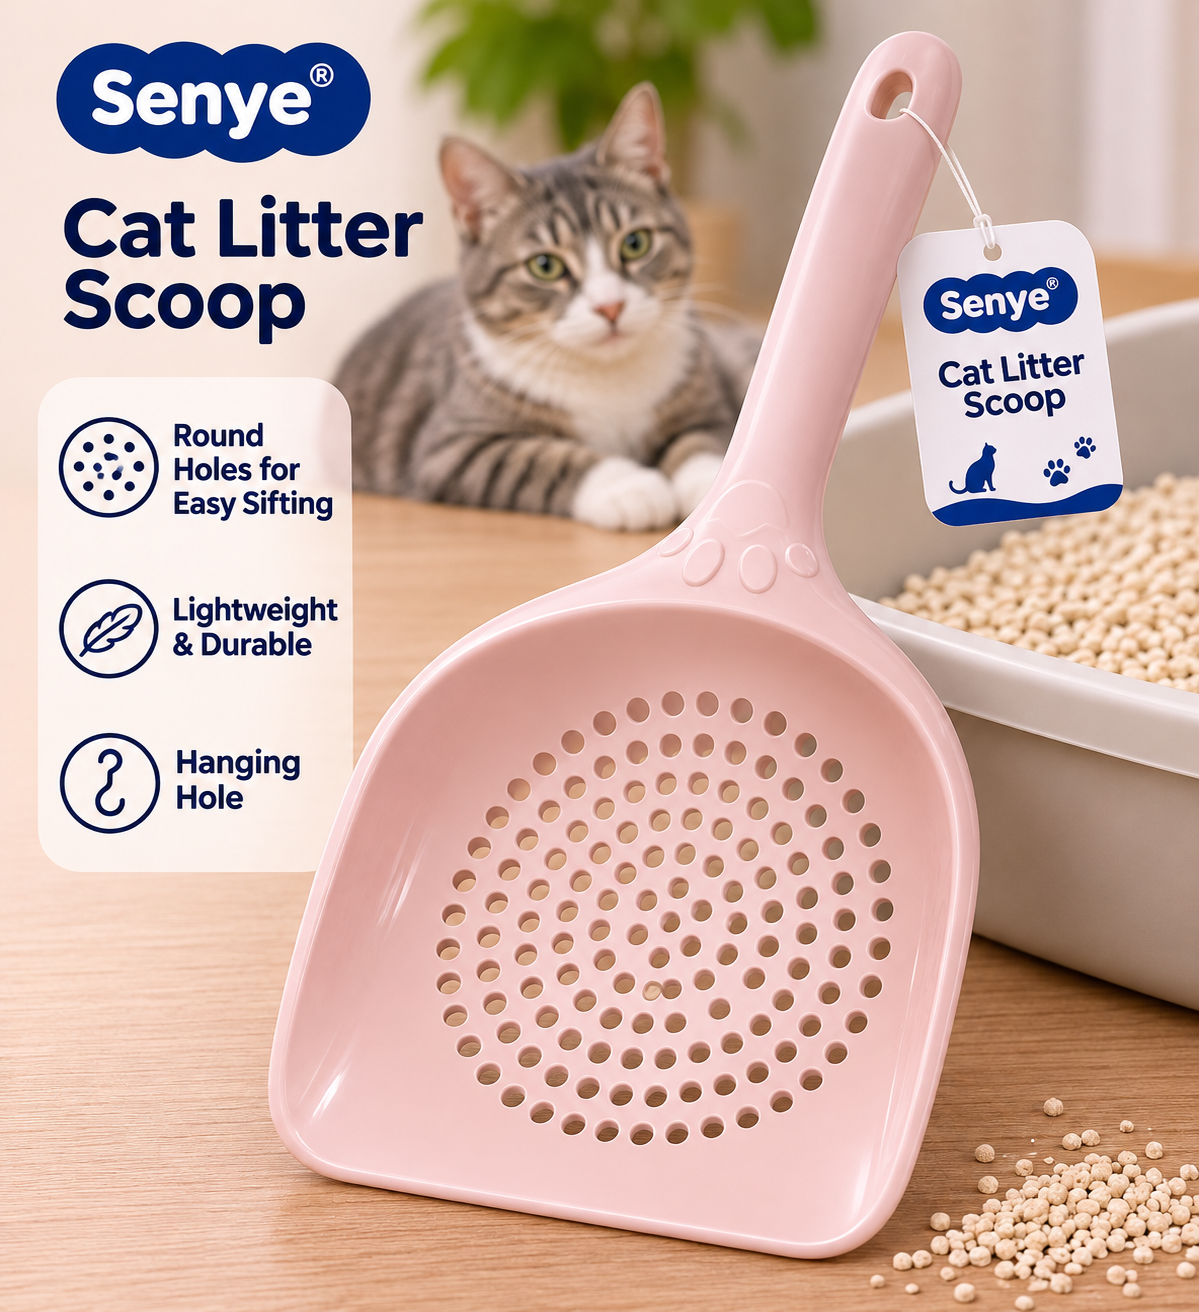 Senye®
Cat Litter
Scoop
Round
Holes for
Easy Sifting
Lightweight
& Durable
Hanging
Hole
Senye®
Cat Litter
Scoop